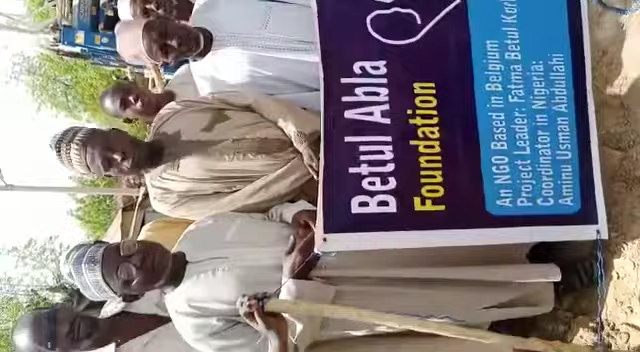 Betul Abla
Foundation
An NGO Based in Belgium
Project Leader: Fatma Betul
Coordinator in Nigeria:
Aminu Usman Abdullahi